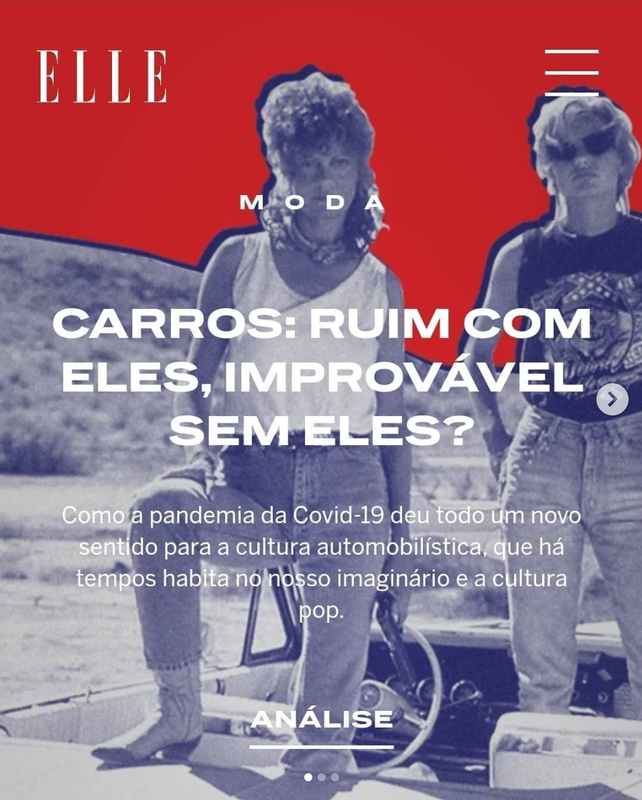 ELLE
MODA
CARROS: RUIM COM
ELES, IMPROVÁVEL
SEM ELES?
Como a pandemia da Covid-19 deu todo um novo
sentido para a cultura automobilística, que há
tempos habita no nosso imaginário e a cultura
pop.
ANÁLISE